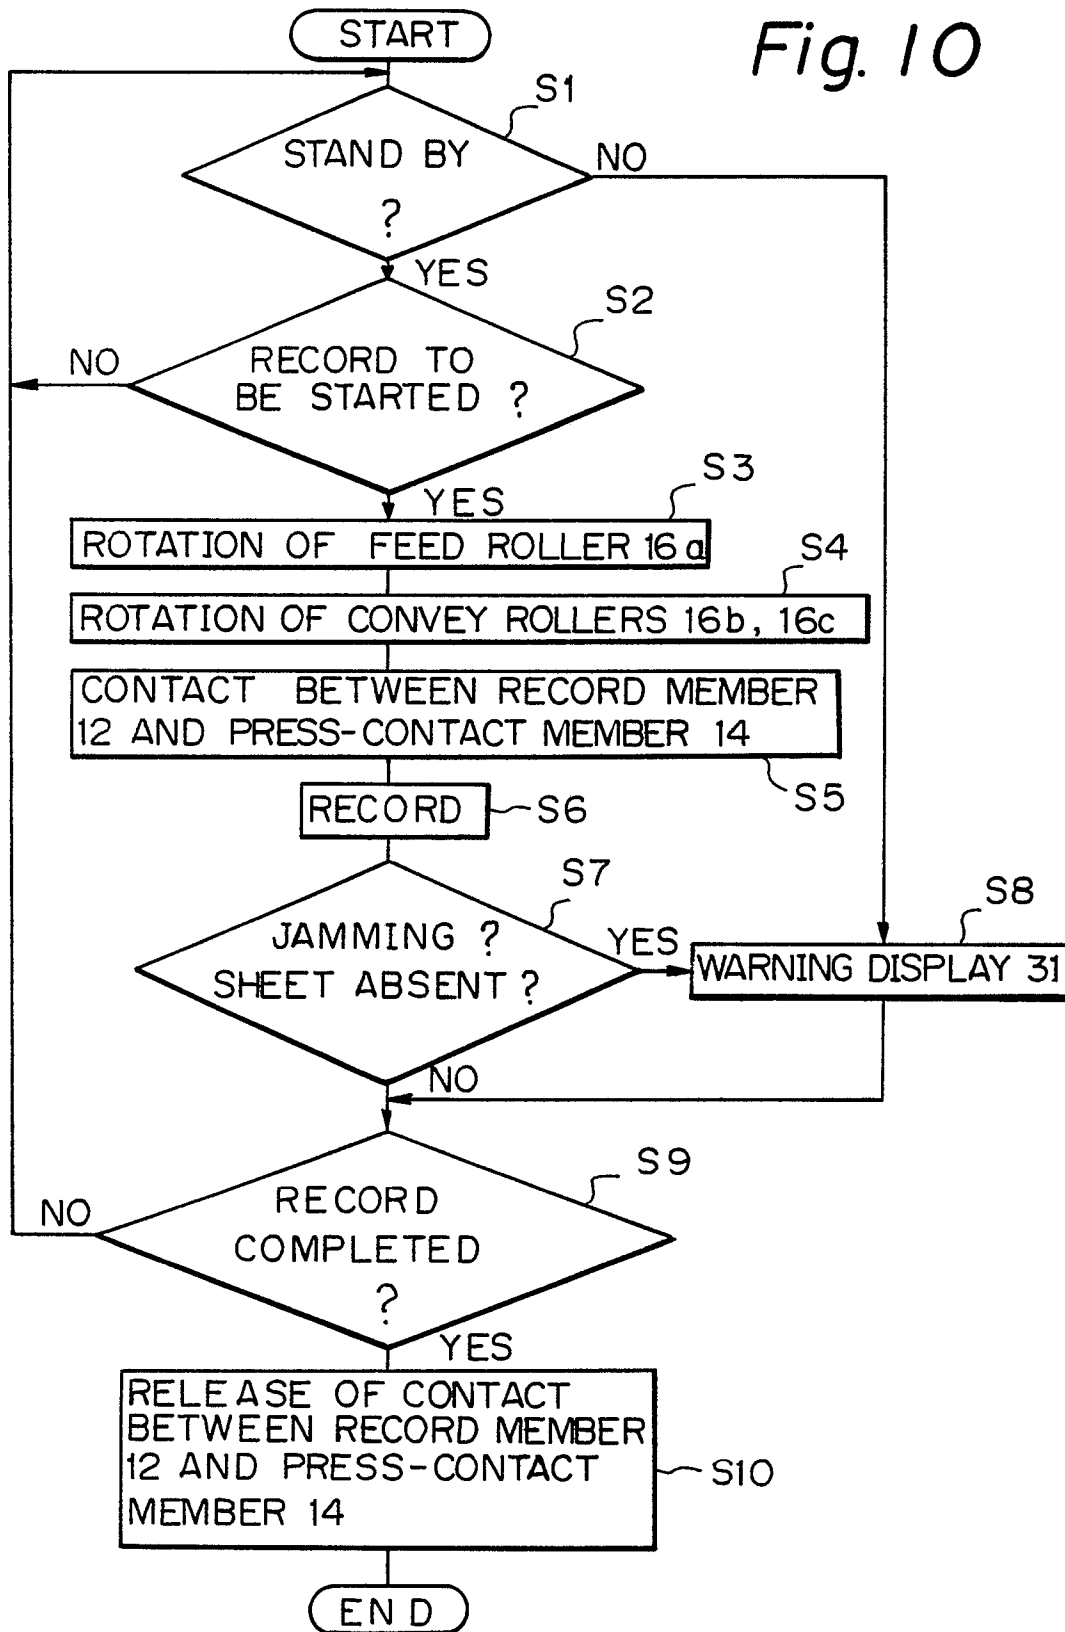 START
Fig. 10
S1
STAND BY
?
NO
YES
S2
RECORD TO
BE STARTED ?
NO
YES
S3
ROTATION OF FEED ROLLER 16a
S4
ROTATION OF CONVEY ROLLERS 16b, 16c
CONTACT BETWEEN RECORD MEMBER
12 AND PRESS-CONTACT MEMBER 14
S5
RECORD
S6
S7
JAMMING ?
SHEET ABSENT ?
YES
S8
WARNING DISPLAY 31
NO
S9
RECORD
COMPLETED
?
NO
YES
RELEASE OF CONTACT
BETWEEN RECORD MEMBER
12 AND PRESS-CONTACT
MEMBER 14
S10
END